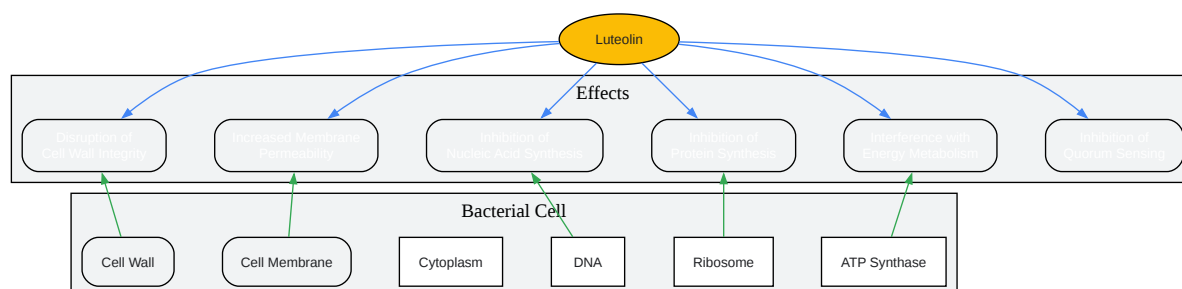 Luteolin
Effects
Disruption of
Cell Wall Integrity
Increased Membrane
Permeability
Inhibition of
Nucleic Acid Synthesis
Inhibition of
Protein Synthesis
Interference with
Energy Metabolism
Inhibition of
Quorum Sensing
Bacterial Cell
Cell Wall
Cell Membrane
Cytoplasm
DNA
Ribosome
ATP Synthase